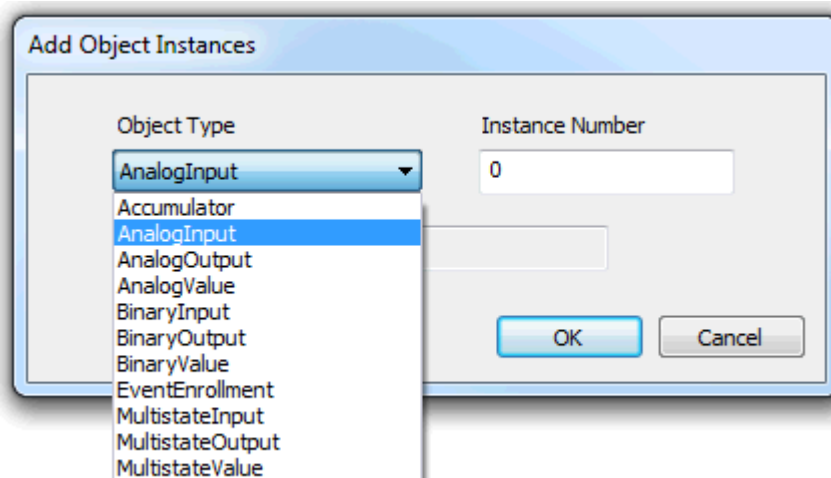 Add Object Instances
Object Type Instance Number
AnalogInput 0
Accumulator
AnalogInput
AnalogOutput
AnalogValue
BinaryInput
BinaryOutput
BinaryValue
OK Cancel
EventEnrollment
MultistateInput
MultistateOutput
MultistateValue